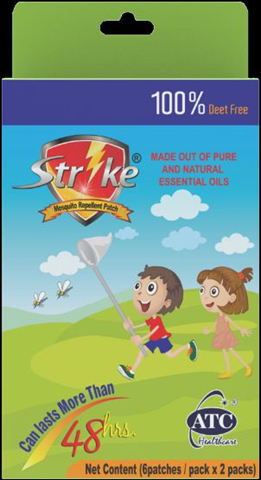 100% Deet Free
Strike®
Mosquito Repellent Patch
MADE OUT OF PURE
AND NATURAL
ESSENTIAL OILS
Can lasts More Than
48hrs.
ATC
Healthcare
Net Content (6patches / pack x 2 packs)